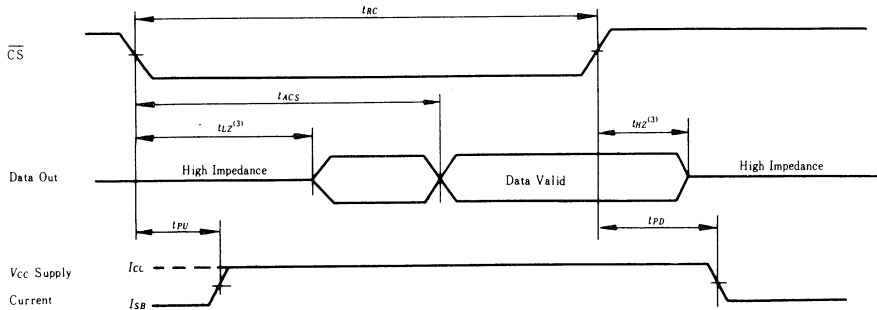 tRC
CS
tACS
tLZ(3)
tHZ(3)
Data Out
High Impedance
Data Valid
High Impedance
tPU
tPD
VCC Supply
Current
ICC
ISB